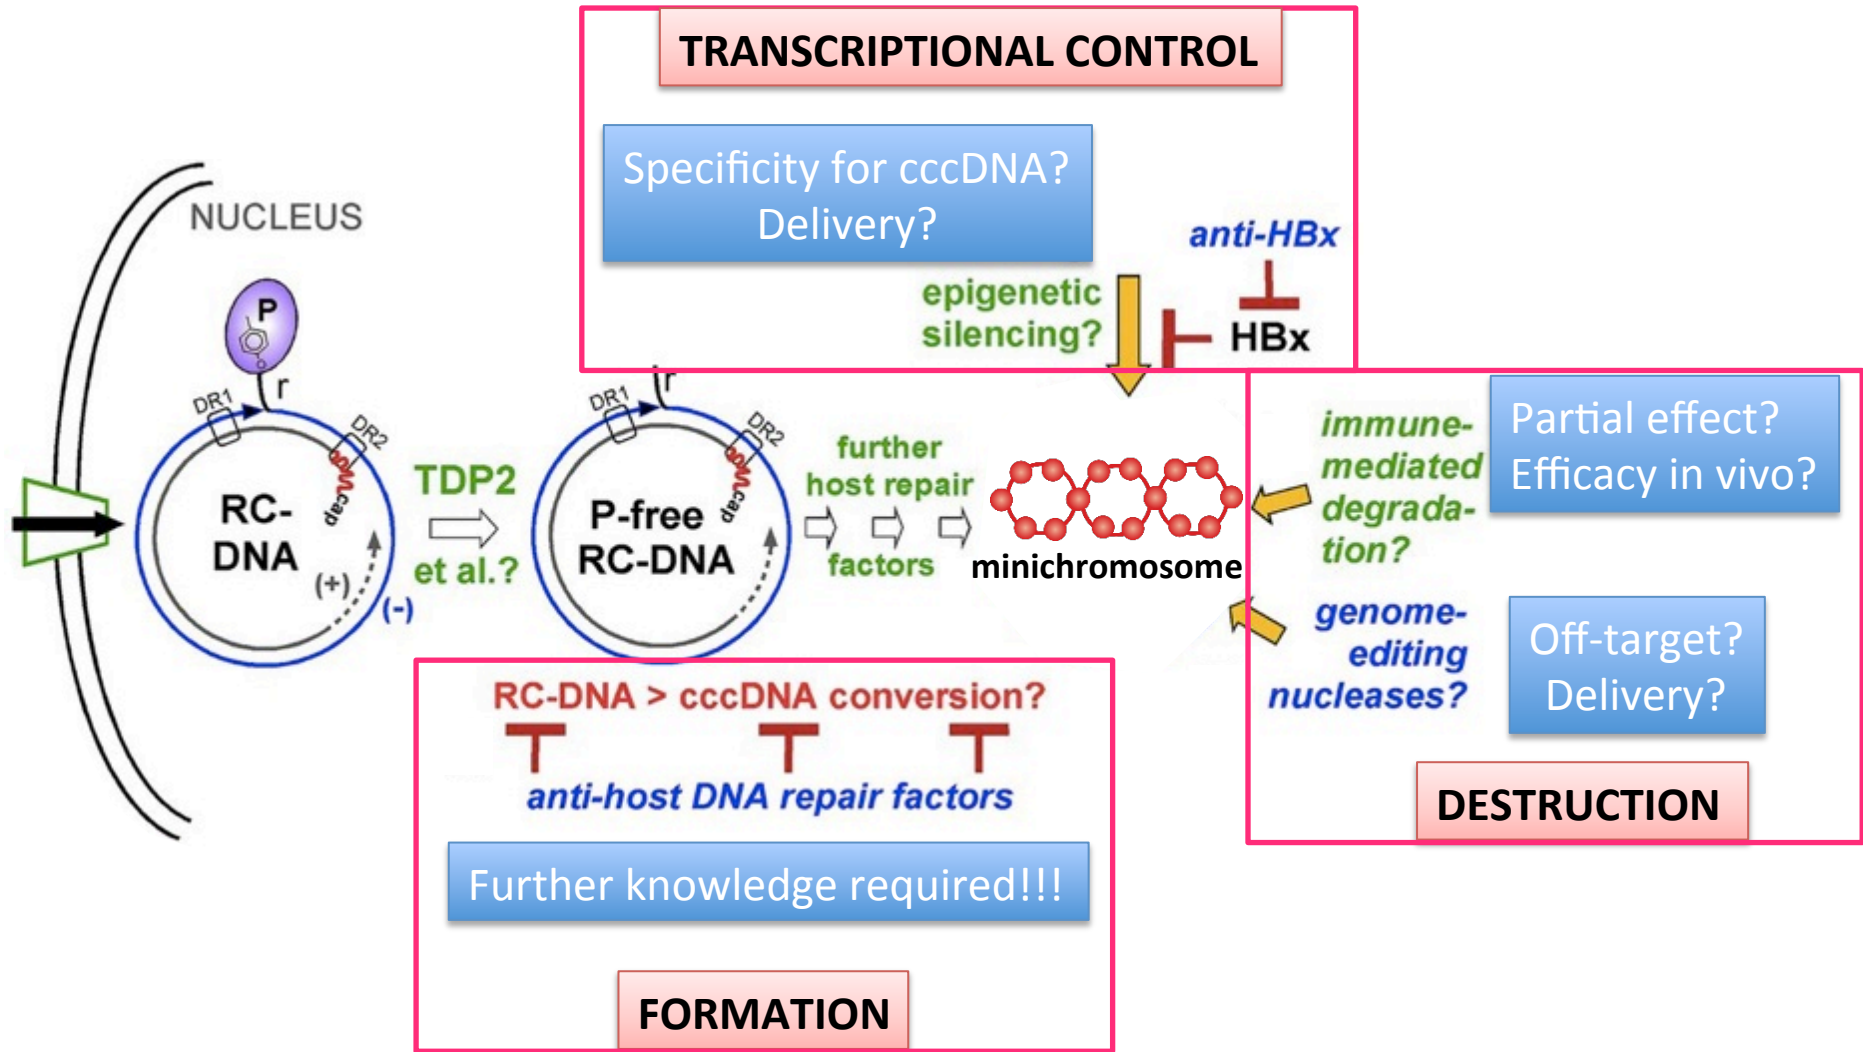 TRANSCRIPTIONAL CONTROL
Specificity for cccDNA?
Delivery?
anti-HBx
epigenetic
silencing?
HBx
NUCLEUS
P
r
DR1
DR2
cap
RC-
DNA
(+)
(-)
TDP2
et al.?
r
DR1
DR2
cap
P-free
RC-DNA
further
host repair
factors
minichromosome
immune-
mediated
degrada-
tion?
Partial effect?
Efficacy in vivo?
genome-
editing
nucleases?
Off-target?
Delivery?
DESTRUCTION
RC-DNA > cccDNA conversion?
anti-host DNA repair factors
Further knowledge required!!!
FORMATION